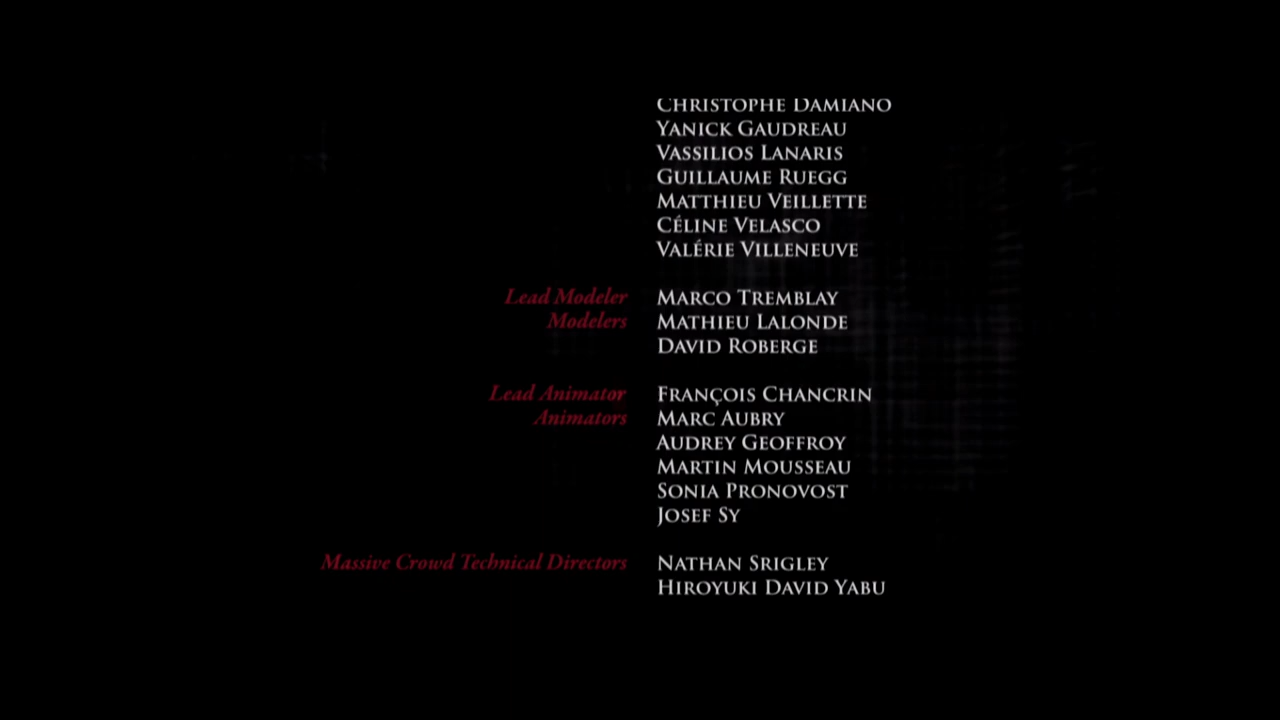 CHRISTOPHE DAMIANO
YANICK GAUDREAU
VASSILIOS LANARIS
GUILLAUME RUEGG
MATTHIEU VEILLETTE
CÉLINE VELASCO
VALÉRIE VILLENEUVE
Lead Modeler MARCO TREMBLAY
Modelers MATHIEU LALONDE
DAVID ROBERGE
Lead Animator FRANÇOIS CHANCRIN
Animators MARC AUBRY
AUDREY GEOFFROY
MARTIN MOUSSEAU
SONIA PRONOVOST
JOSEF SY
Massive Crowd Technical Directors NATHAN SRIGLEY
HIROYUKI DAVID YABU